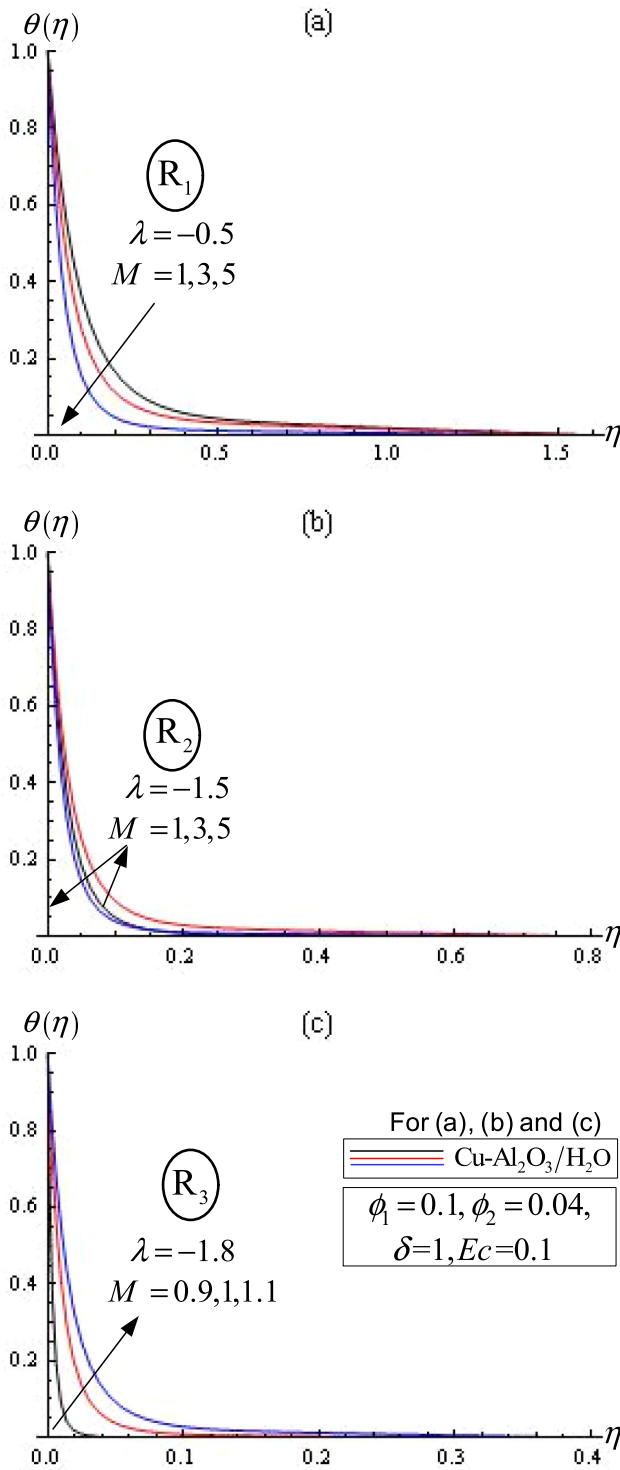 θ(η) (a)
1.0
0.8
R₁
0.6
λ=−0.5
0.4
M =1,3,5
0.2
0.0 0.5 1.0 1.5 η
θ(η) (b)
1.0
0.8
0.6
R₂
λ=−1.5
0.4
M =1,3,5
0.2
0.0 0.2 0.4 0.6 0.8 η
θ(η) (c)
1.0
0.8
For (a), (b) and (c)
Cu-Al₂O₃/H₂O
R₃
0.6
ϕ₁=0.1,ϕ₂=0.04,
λ=−1.8
δ=1,Ec=0.1
0.4
M =0.9,1,1.1
0.2
0.0 0.1 0.2 0.3 0.4 η